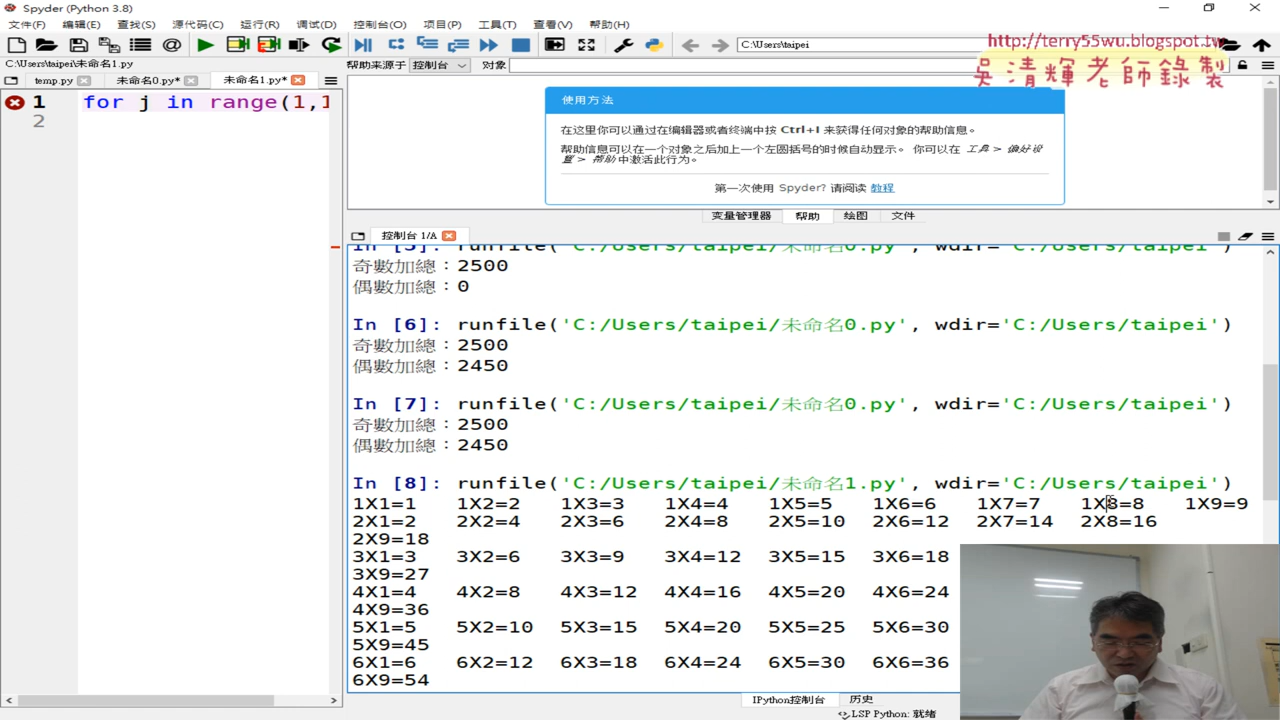 Spyder (Python 3.8)
文件(F) 编辑(E) 查找(S) 源代码(C) 运行(R) 调试(D) 控制台(O) 项目(P) 工具(T) 查看(V) 帮助(H)
C:\Users\taipei
http://terry55wu.blogspot.tw
吳清輝老師錄製
C:\Users\taipei\未命名1.py
帮助来源于 控制台 对象
temp.py 未命名0.py* 未命名1.py*
1 for j in range(1,1
2
使用方法
在这里你可以通过在编辑器或者终端中按 Ctrl+I 来获得任何对象的帮助信息。
帮助信息可以在一个对象之后加上一个左圆括号的时候自动显示。 你可以在 工具 > 偏好设
置 > 帮助 中激活此行为。
第一次使用 Spyder? 请阅读 教程
变量管理器 帮助 绘图 文件
控制台 1/A
In [5]: runfile('C:/Users/taipei/未命名0.py', wdir='C:/Users/taipei')
奇數加總：2500
偶數加總：0
In [6]: runfile('C:/Users/taipei/未命名0.py', wdir='C:/Users/taipei')
奇數加總：2500
偶數加總：2450
In [7]: runfile('C:/Users/taipei/未命名0.py', wdir='C:/Users/taipei')
奇數加總：2500
偶數加總：2450
In [8]: runfile('C:/Users/taipei/未命名1.py', wdir='C:/Users/taipei')
1X1=1 1X2=2 1X3=3 1X4=4 1X5=5 1X6=6 1X7=7 1X8=8 1X9=9
2X1=2 2X2=4 2X3=6 2X4=8 2X5=10 2X6=12 2X7=14 2X8=16
2X9=18
3X1=3 3X2=6 3X3=9 3X4=12 3X5=15 3X6=18
3X9=27
4X1=4 4X2=8 4X3=12 4X4=16 4X5=20 4X6=24
4X9=36
5X1=5 5X2=10 5X3=15 5X4=20 5X5=25 5X6=30
5X9=45
6X1=6 6X2=12 6X3=18 6X4=24 6X5=30 6X6=36
6X9=54
IPython控制台 历史
LSP Python: 就绪